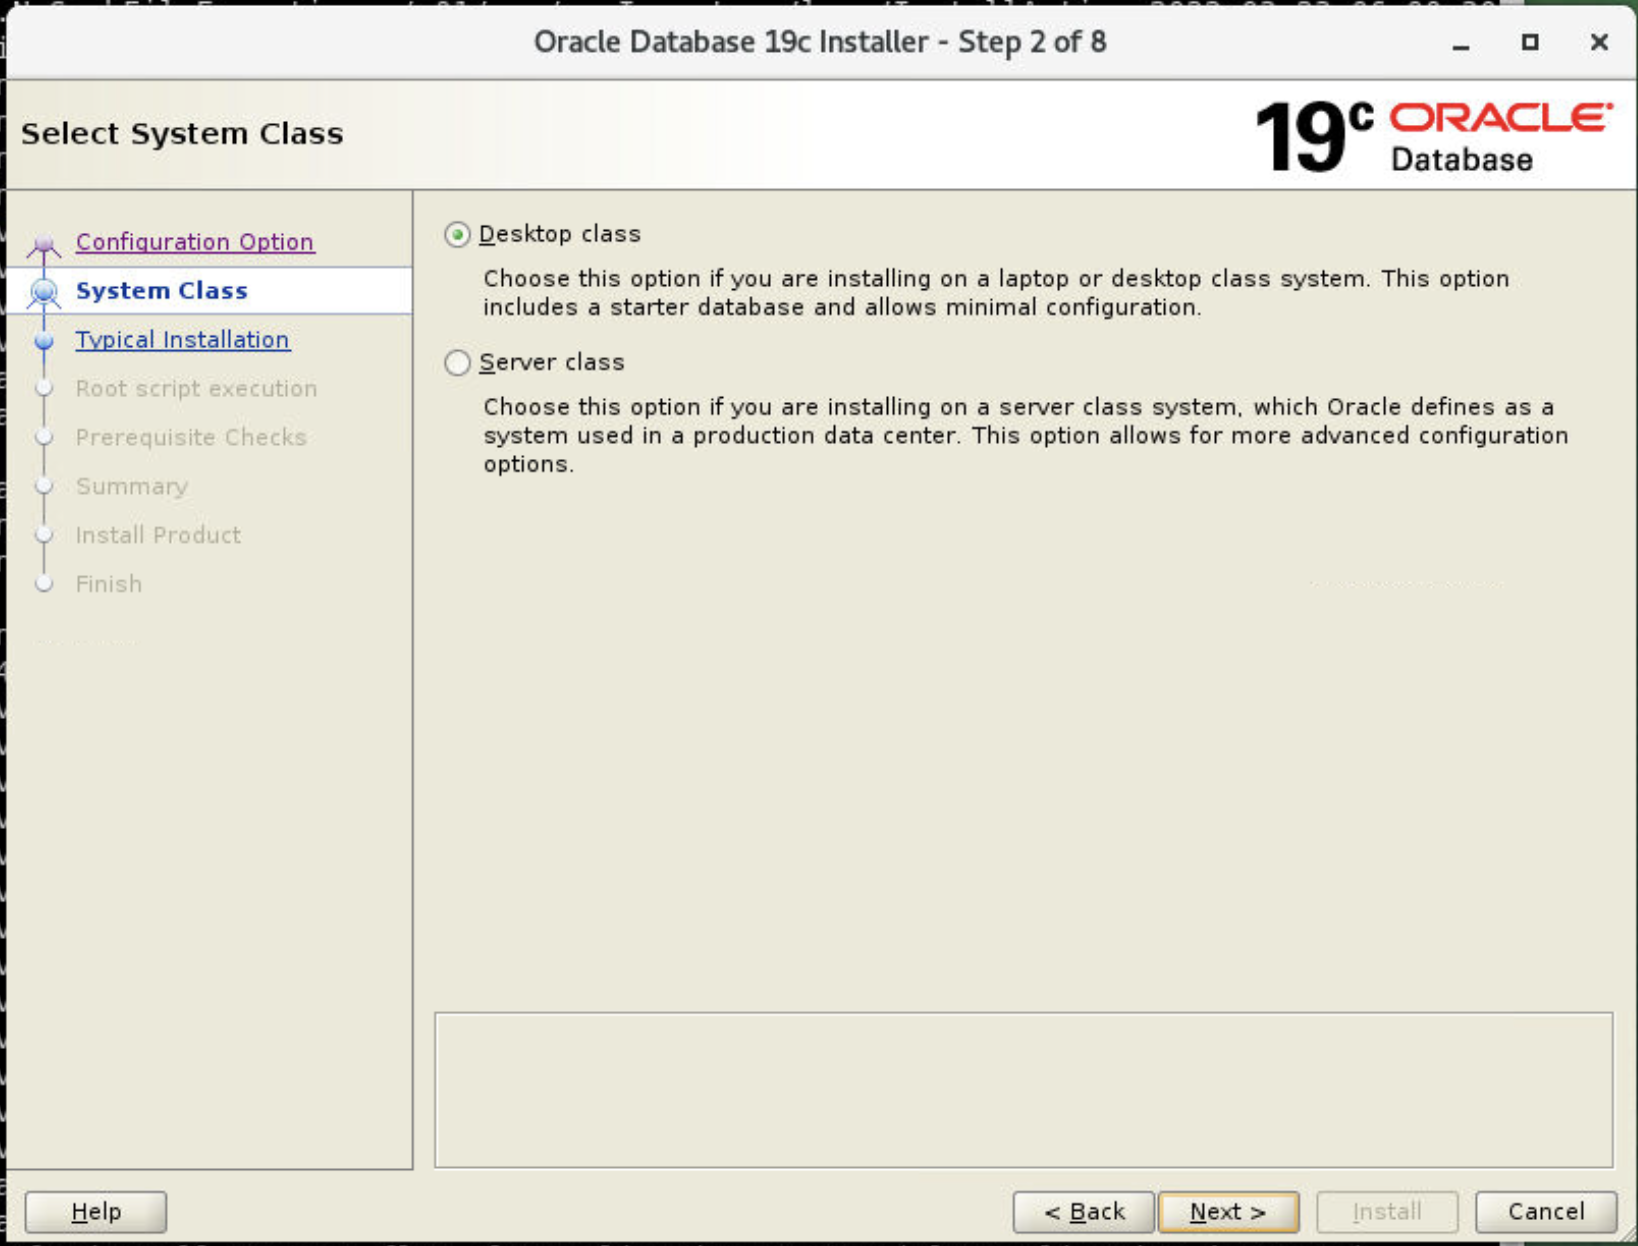 Oracle Database 19c Installer - Step 2 of 8
Select System Class
19c ORACLE
Database
Configuration Option
System Class
Typical Installation
Root script execution
Prerequisite Checks
Summary
Install Product
Finish
Desktop class
Choose this option if you are installing on a laptop or desktop class system. This option
includes a starter database and allows minimal configuration.
Server class
Choose this option if you are installing on a server class system, which Oracle defines as a
system used in a production data center. This option allows for more advanced configuration
options.
Help
< Back
Next >
Install
Cancel